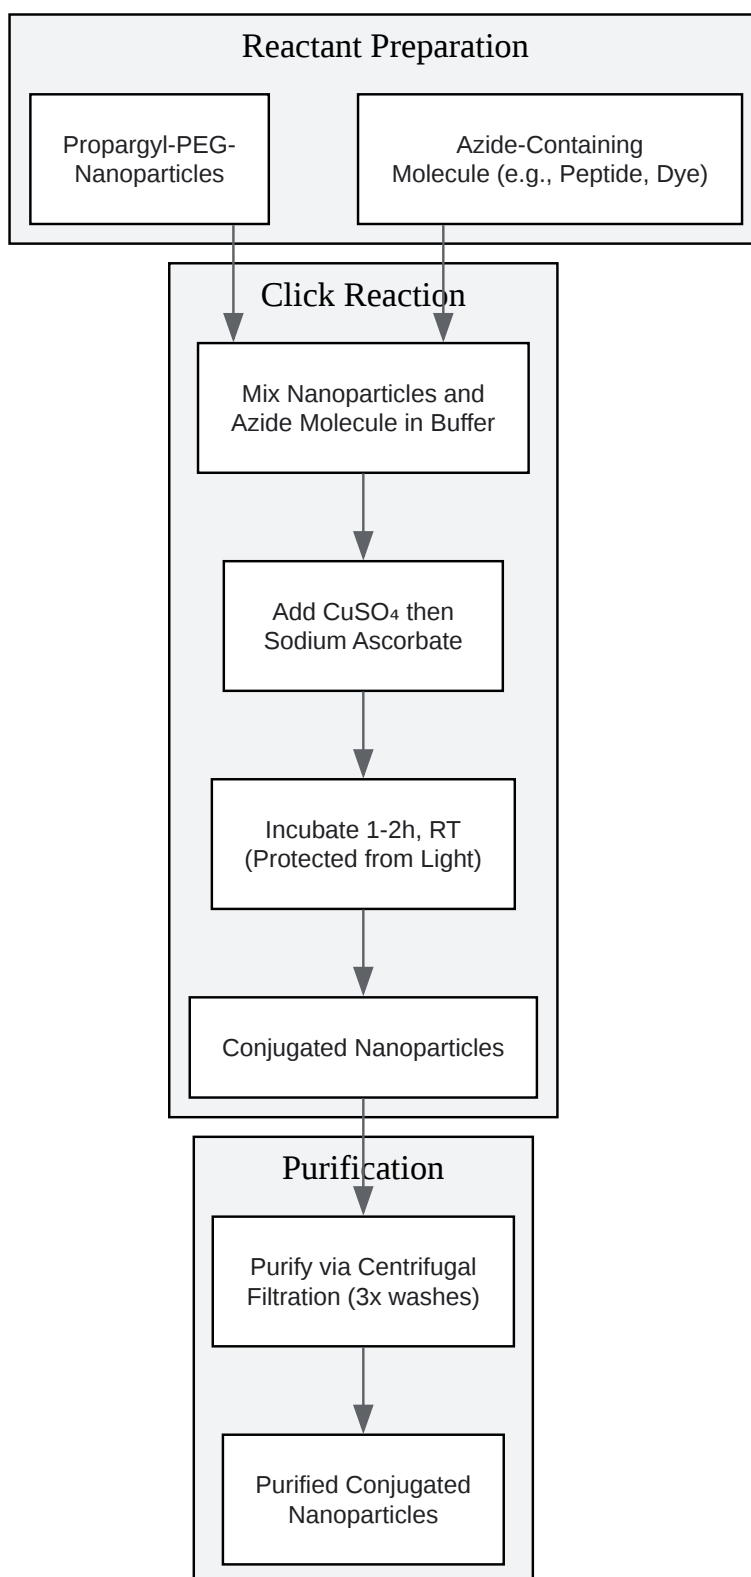 Reactant Preparation
Propargyl-PEG-
Nanoparticles
Azide-Containing
Molecule (e.g., Peptide, Dye)
Click Reaction
Mix Nanoparticles and
Azide Molecule in Buffer
Add CuSO₄ then
Sodium Ascorbate
Incubate 1-2h, RT
(Protected from Light)
Conjugated Nanoparticles
Purification
Purify via Centrifugal
Filtration (3x washes)
Purified Conjugated
Nanoparticles